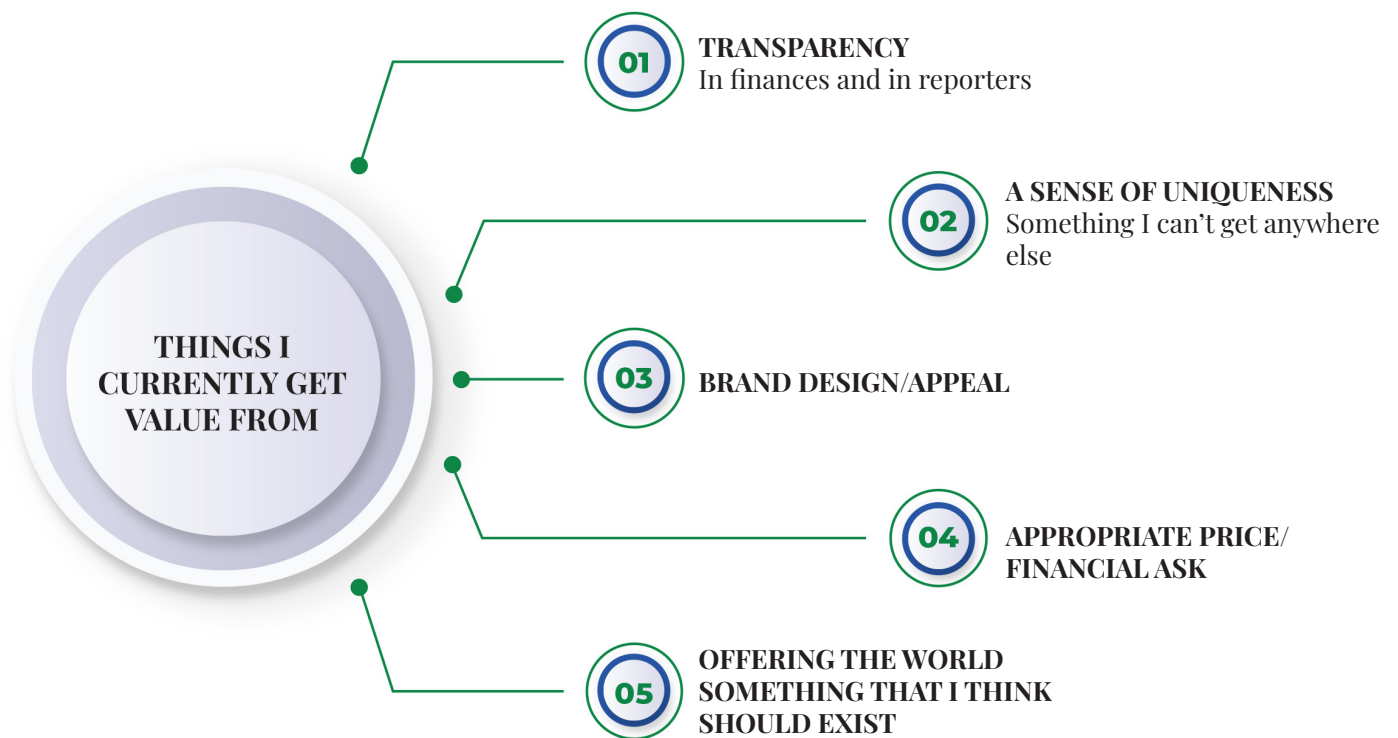 01
TRANSPARENCY
In finances and in reporters
02
A SENSE OF UNIQUENESS
Something I can’t get anywhere
else
THINGS I
CURRENTLY GET
VALUE FROM
03
BRAND DESIGN/APPEAL
04
APPROPRIATE PRICE/
FINANCIAL ASK
05
OFFERING THE WORLD
SOMETHING THAT I THINK
SHOULD EXIST